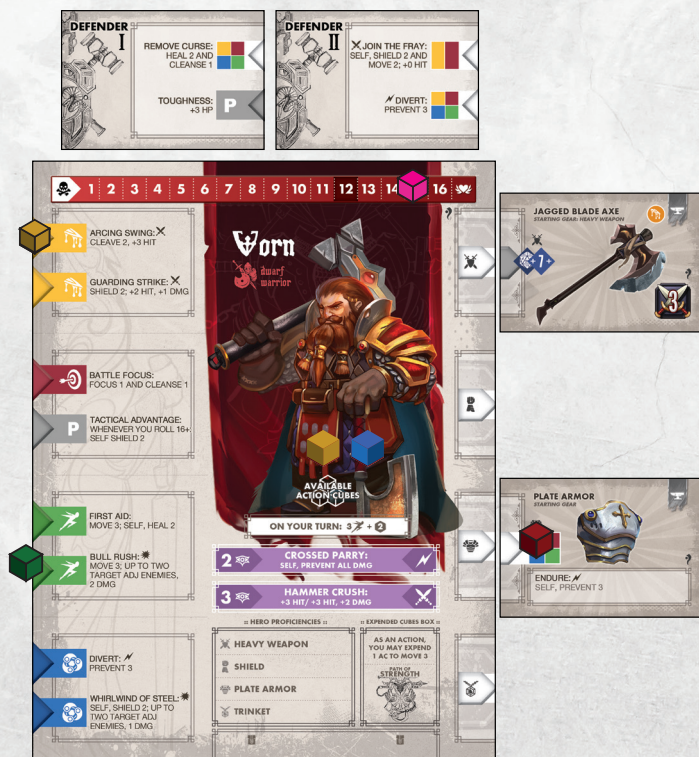 DEFENDER
I
REMOVE CURSE:
HEAL 2 AND
CLEANSE 1
TOUGHNESS:
+3 HP
P
DEFENDER
II
JOIN THE FRAY:
SELF, SHIELD 2 AND
MOVE 2; +0 HIT
DIVERT:
PREVENT 3
1 2 3 4 5 6 7 8 9 10 11 12 13 14 16
ARCING SWING:
CLEAVE 2, +3 HIT
GUARDING STRIKE:
SHIELD 2; +2 HIT, +1 DMG
BATTLE FOCUS:
FOCUS 1 AND CLEANSE 1
P
TACTICAL ADVANTAGE:
WHENEVER YOU ROLL 16+:
SELF SHIELD 2
FIRST AID:
MOVE 3; SELF, HEAL 2
BULL RUSH:
MOVE 3; UP TO TWO
TARGET ADJ ENEMIES,
2 DMG
DIVERT:
PREVENT 3
WHIRLWIND OF STEEL:
SELF, SHIELD 2; UP TO
TWO TARGET ADJ
ENEMIES, 1 DMG
Vorn
dwarf
warrior
AVAILABLE
ACTION CUBES
ON YOUR TURN: 3 + 2
2
CROSSED PARRY:
SELF, PREVENT ALL DMG
3
HAMMER CRUSH:
+3 HIT/ +3 HIT, +2 DMG
:: HERO PROFICIENCIES ::
HEAVY WEAPON
SHIELD
PLATE ARMOR
TRINKET
:: EXPENDED CUBES BOX ::
AS AN ACTION,
YOU MAY EXPEND
1 AC TO MOVE 3
PATH OF
STRENGTH
JAGGED BLADE AXE
STARTING GEAR: HEAVY WEAPON
+ 7 +
3
PLATE ARMOR
STARTING GEAR
ENDURE:
SELF, PREVENT 3